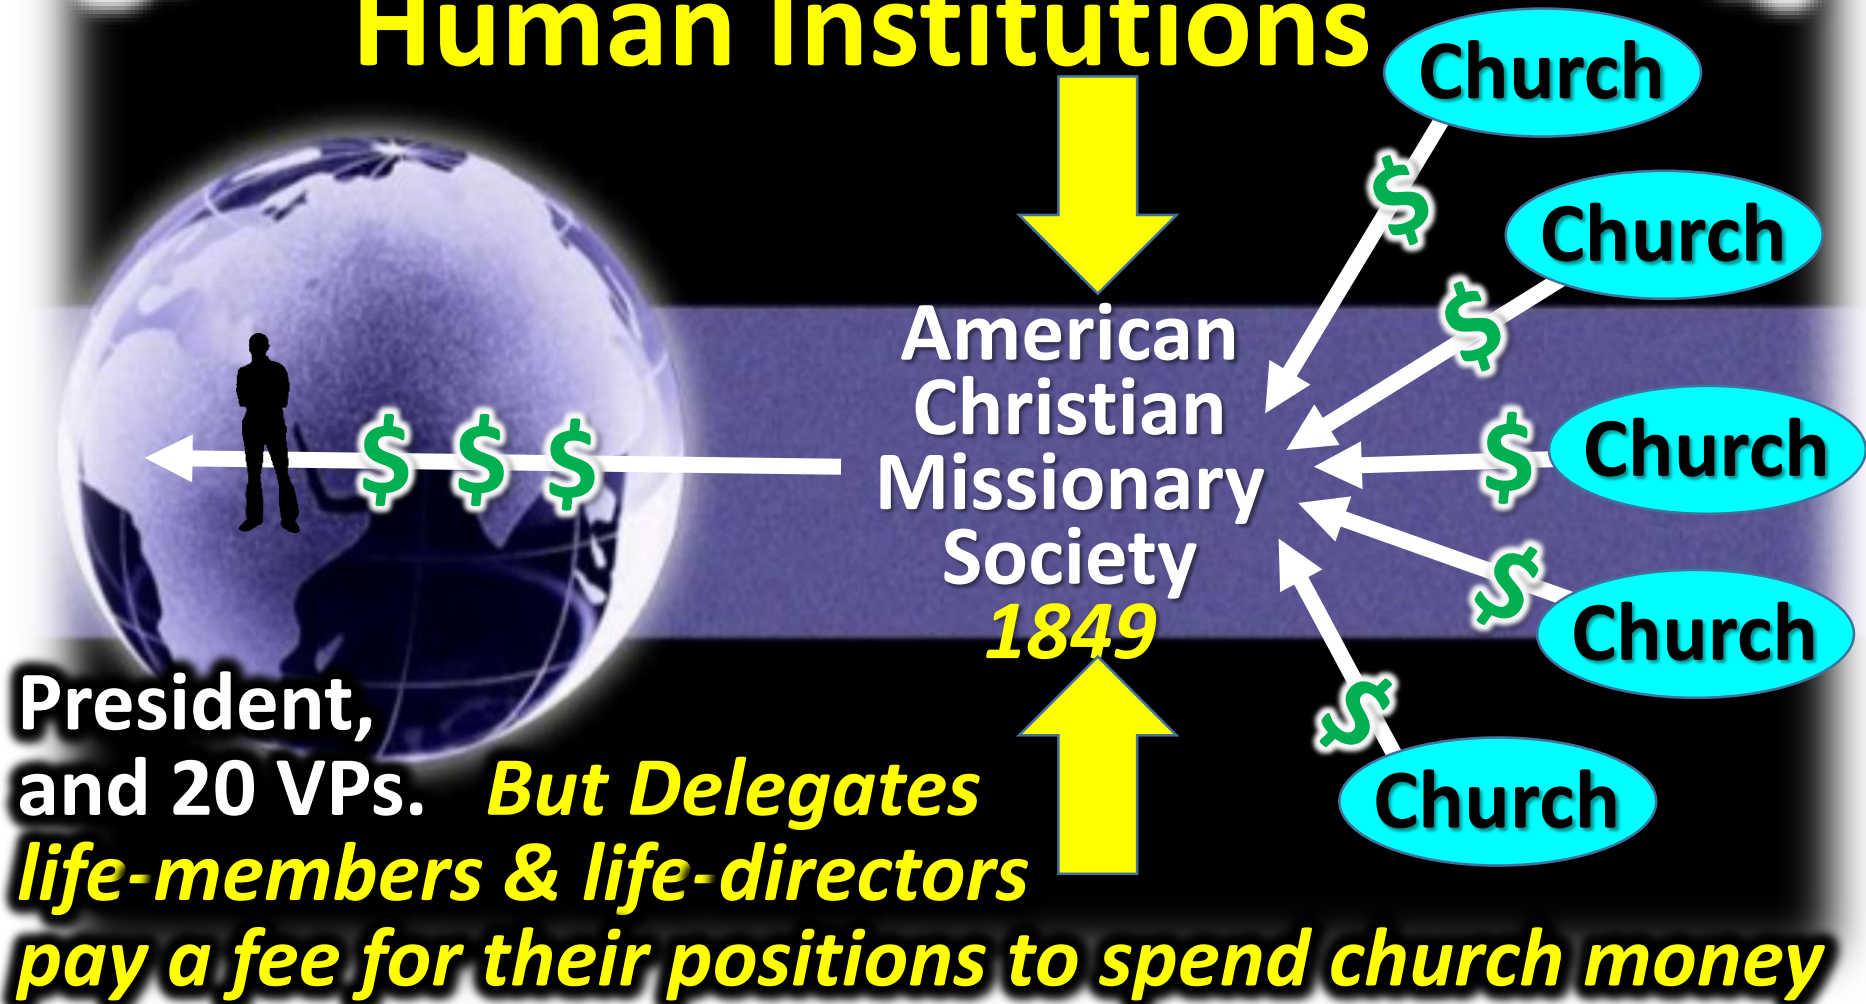 Human Institutions
Church
$
Church
$
American
Christian
Missionary
Society
1849
Church
$
$ $ $
Church
$
Church
$
President,
and 20 VPs. But Delegates
life-members & life-directors
pay a fee for their positions to spend church money